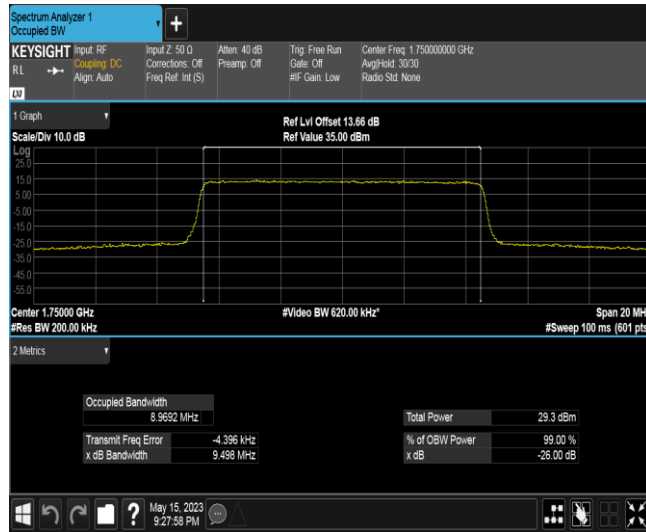 Spectrum Analyzer 1
Occupied BW
+
KEYSIGHT
RL
LXI
Input: RF
Coupling: DC
Align: Auto
Input Z: 50 Ω
Corrections: Off
Freq Ref: Int (S)
Atten: 40 dB
Preamp: Off
Trig: Free Run
Gate: Off
#IF Gain: Low
Center Freq: 1.750000000 GHz
Avg|Hold: 30/30
Radio Std: None
1 Graph
Scale/Div 10.0 dB
Ref Lvl Offset 13.66 dB
Ref Value 35.00 dBm
Log
25.0
15.0
5.00
-5.00
-15.0
-25.0
-35.0
-45.0
-55.0
Center 1.75000 GHz
#Res BW 200.00 kHz
#Video BW 620.00 kHz*
Span 20 MH
#Sweep 100 ms (601 pts
2 Metrics
Occupied Bandwidth
8.9692 MHz
Transmit Freq Error -4.396 kHz
x dB Bandwidth 9.498 MHz
Total Power 29.3 dBm
% of OBW Power 99.00 %
x dB -26.00 dB
?
May 15, 2023
9:27:58 PM